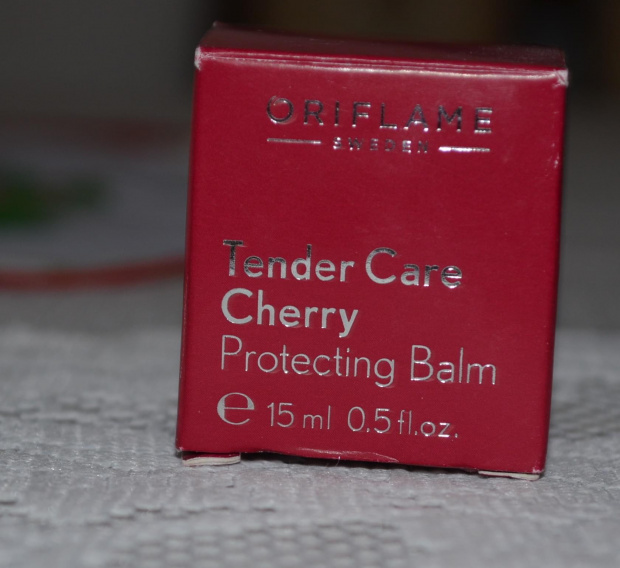 ORIFLAME
SWEDEN
Tender Care
Cherry
Protecting Balm
℮ 15 ml 0.5 fl.oz.